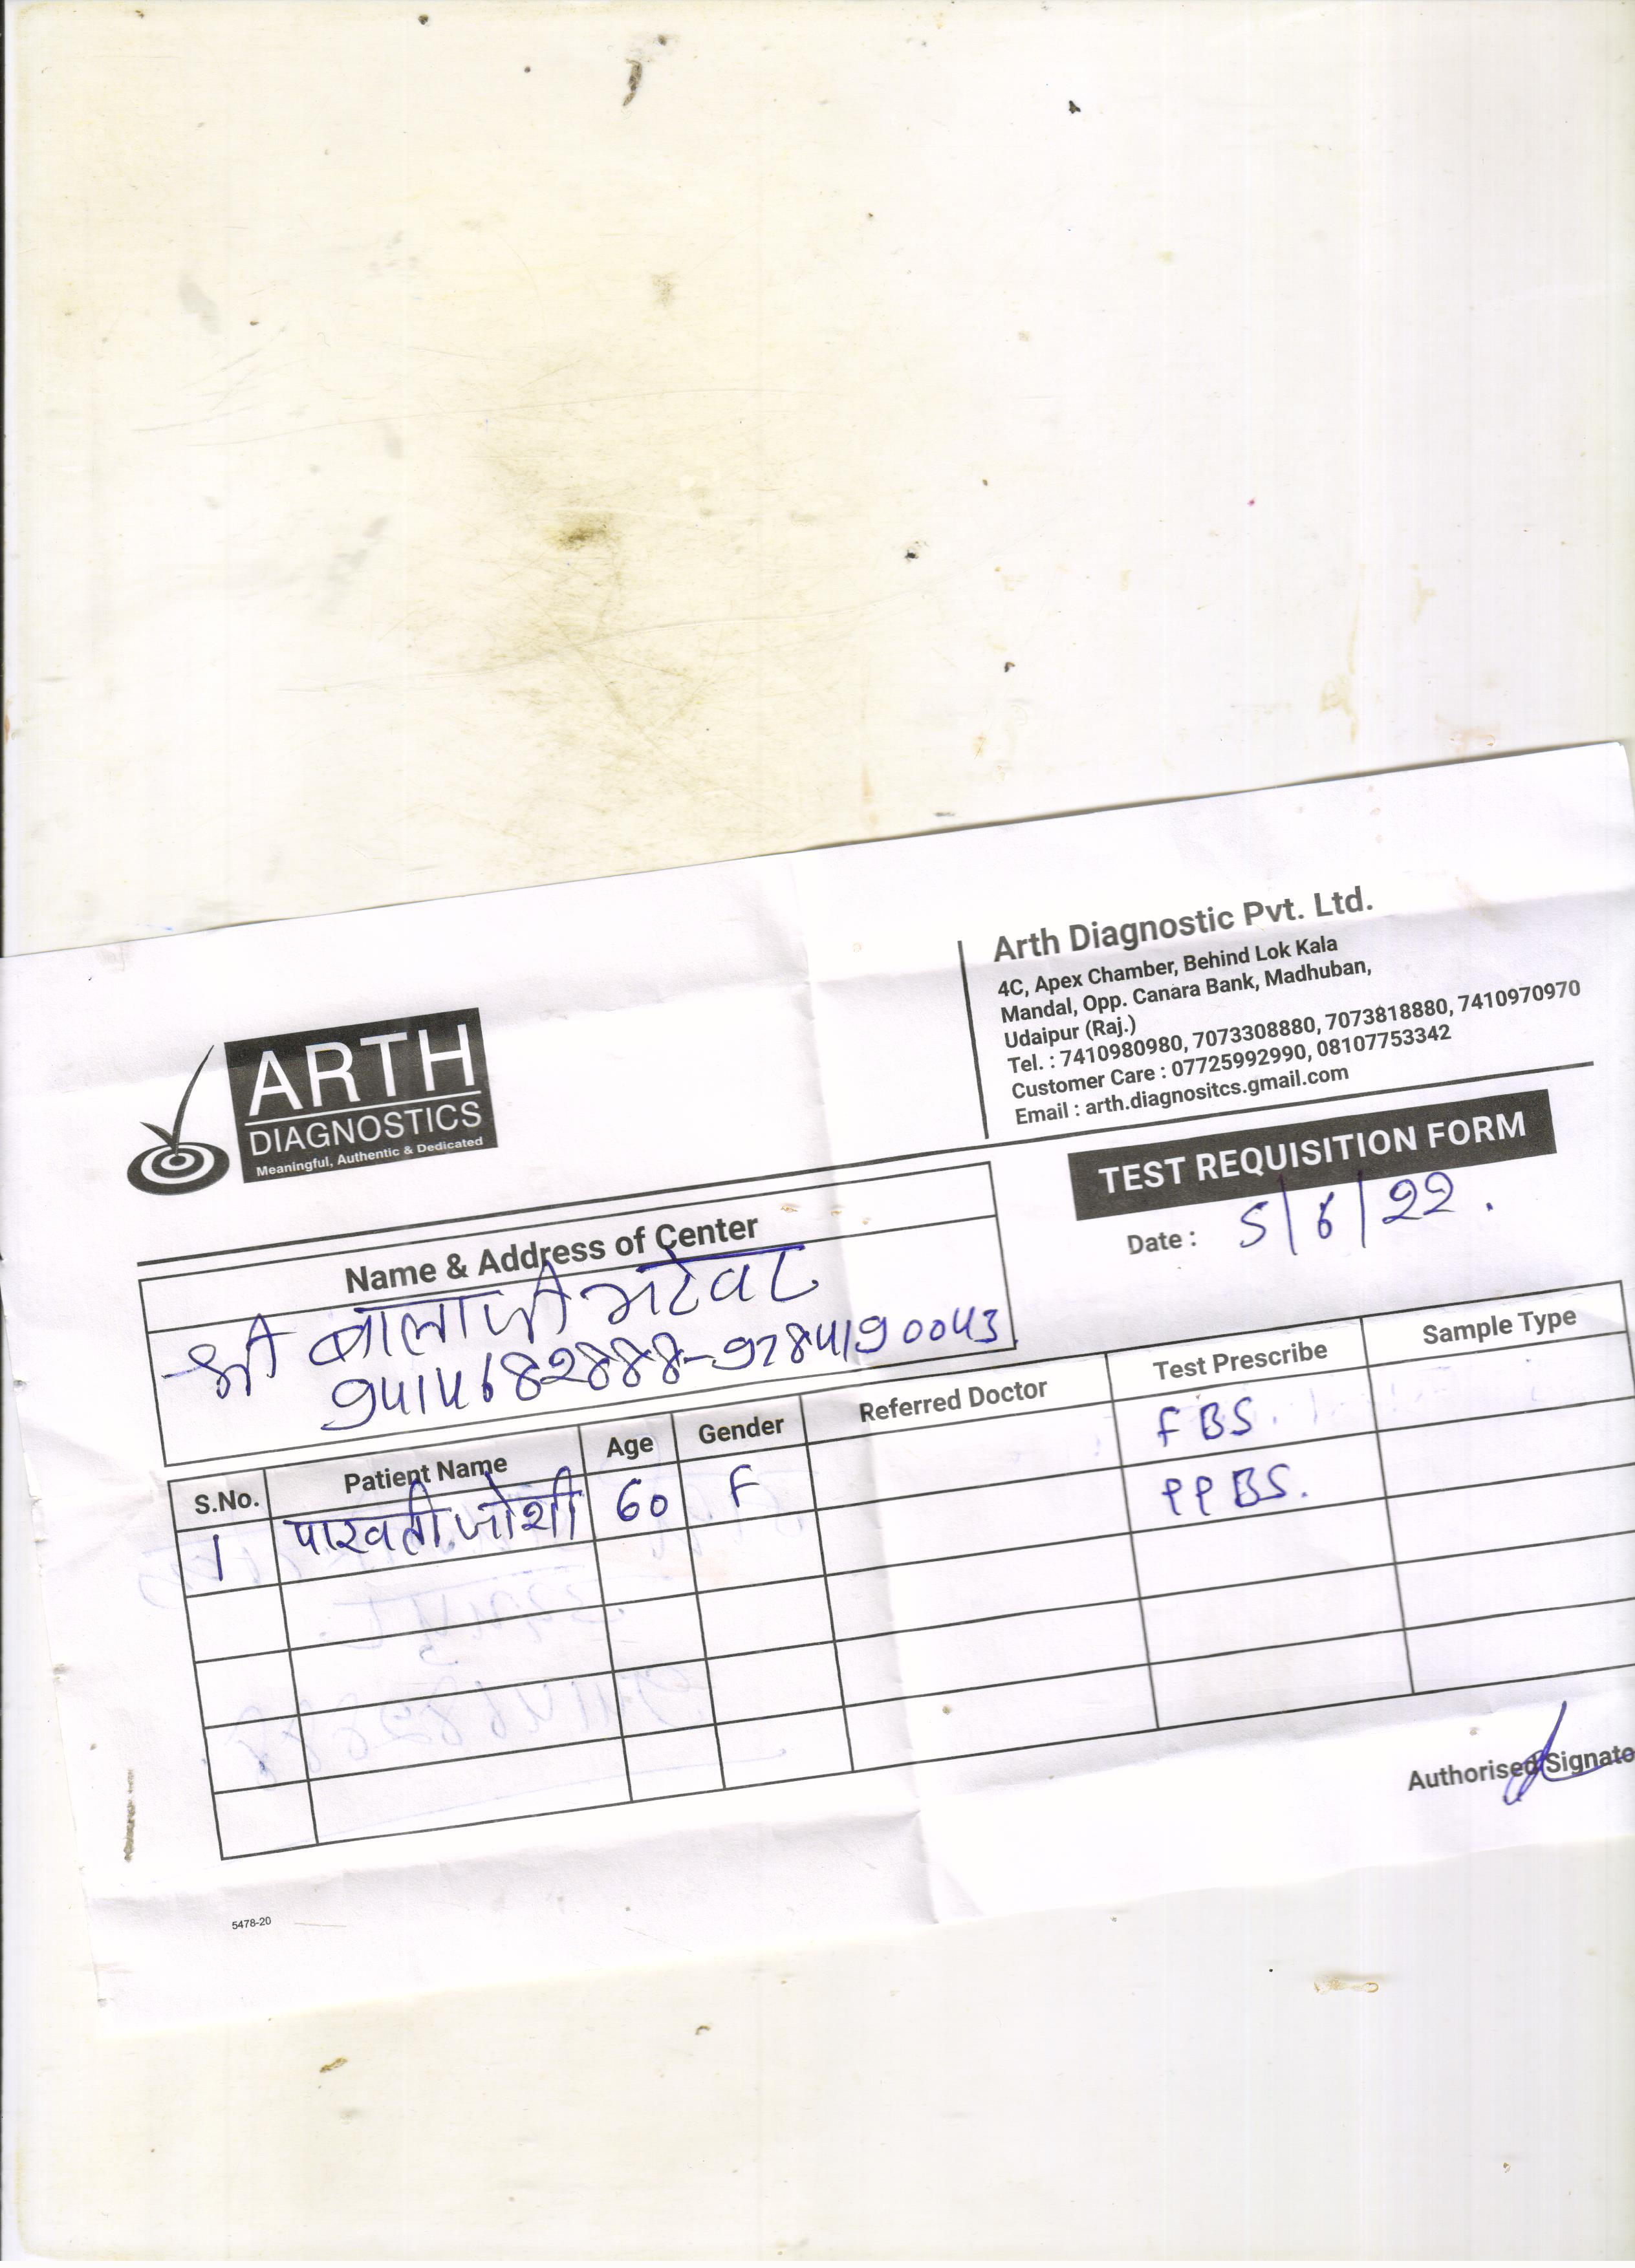 ARTH
DIAGNOSTICS
Meaningful, Authentic & Dedicated
Arth Diagnostic Pvt. Ltd.
4C, Apex Chamber, Behind Lok Kala
Mandal, Opp. Canara Bank, Madhuban,
Udaipur (Raj.)
Tel. : 7410980980, 7073308880, 7073818880, 7410970970
Customer Care : 07725992990, 08107753342
Email : arth.diagnositcs.gmail.com
TEST REQUISITION FORM
Date : 5/6/22.
Name & Address of Center
श्री बालाजी भटेवर
9414682888-9784190043.
S.No. Patient Name Age Gender Referred Doctor Test Prescribe Sample Type
1 पारवती जोशी 60 F FBS.
PPBS.
Authorised Signato
5478-20